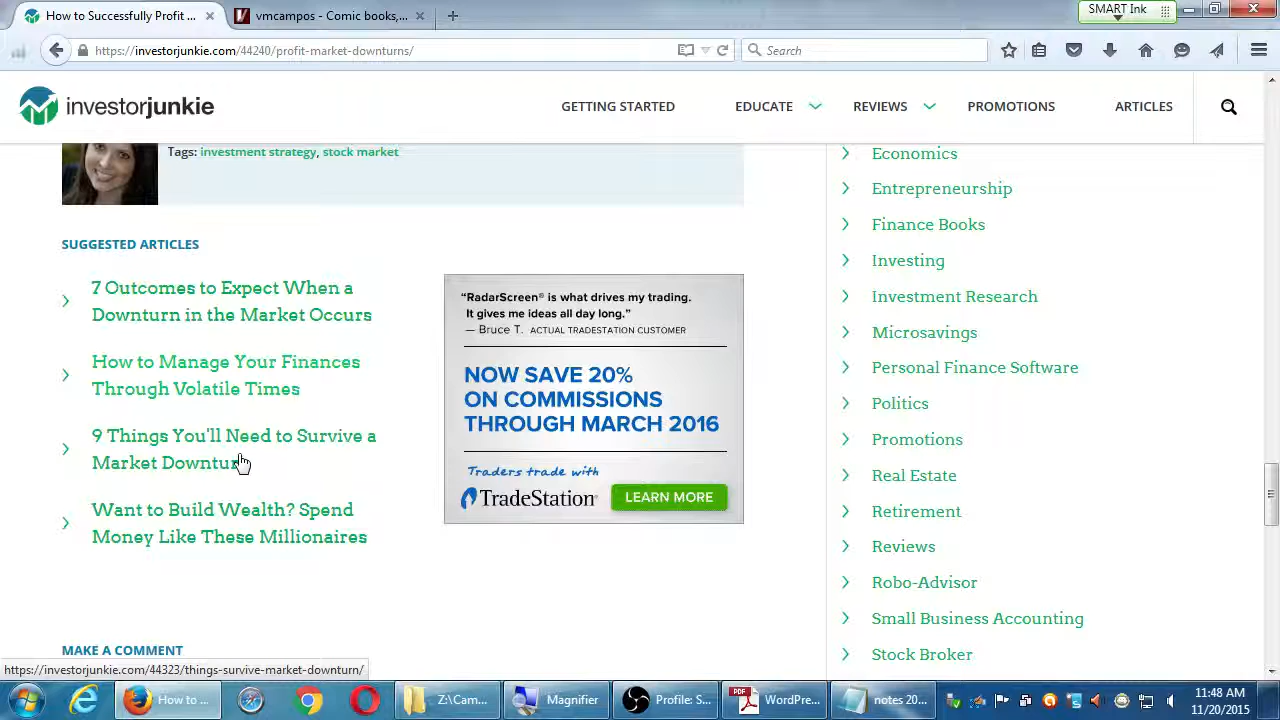 How to Successfully Profit ...
vmcampos - Comic books,...
SMART Ink
https://investorjunkie.com/44240/profit-market-downturns/
Search
investorjunkie
GETTING STARTED
EDUCATE
REVIEWS
PROMOTIONS
ARTICLES
Tags: investment strategy, stock market
SUGGESTED ARTICLES
7 Outcomes to Expect When a
Downturn in the Market Occurs
How to Manage Your Finances
Through Volatile Times
9 Things You'll Need to Survive a
Market Downturn
Want to Build Wealth? Spend
Money Like These Millionaires
"RadarScreen® is what drives my trading.
It gives me ideas all day long."
— Bruce T. ACTUAL TRADESTATION CUSTOMER
NOW SAVE 20%
ON COMMISSIONS
THROUGH MARCH 2016
Traders trade with
TradeStation®
LEARN MORE
Economics
Entrepreneurship
Finance Books
Investing
Investment Research
Microsavings
Personal Finance Software
Politics
Promotions
Real Estate
Retirement
Reviews
Robo-Advisor
Small Business Accounting
Stock Broker
MAKE A COMMENT
https://investorjunkie.com/44323/things-survive-market-downturn/
How to ...
Z:\Cam...
Magnifier
Profile: S...
PDF
WordPre...
notes 20...
11:48 AM
11/20/2015